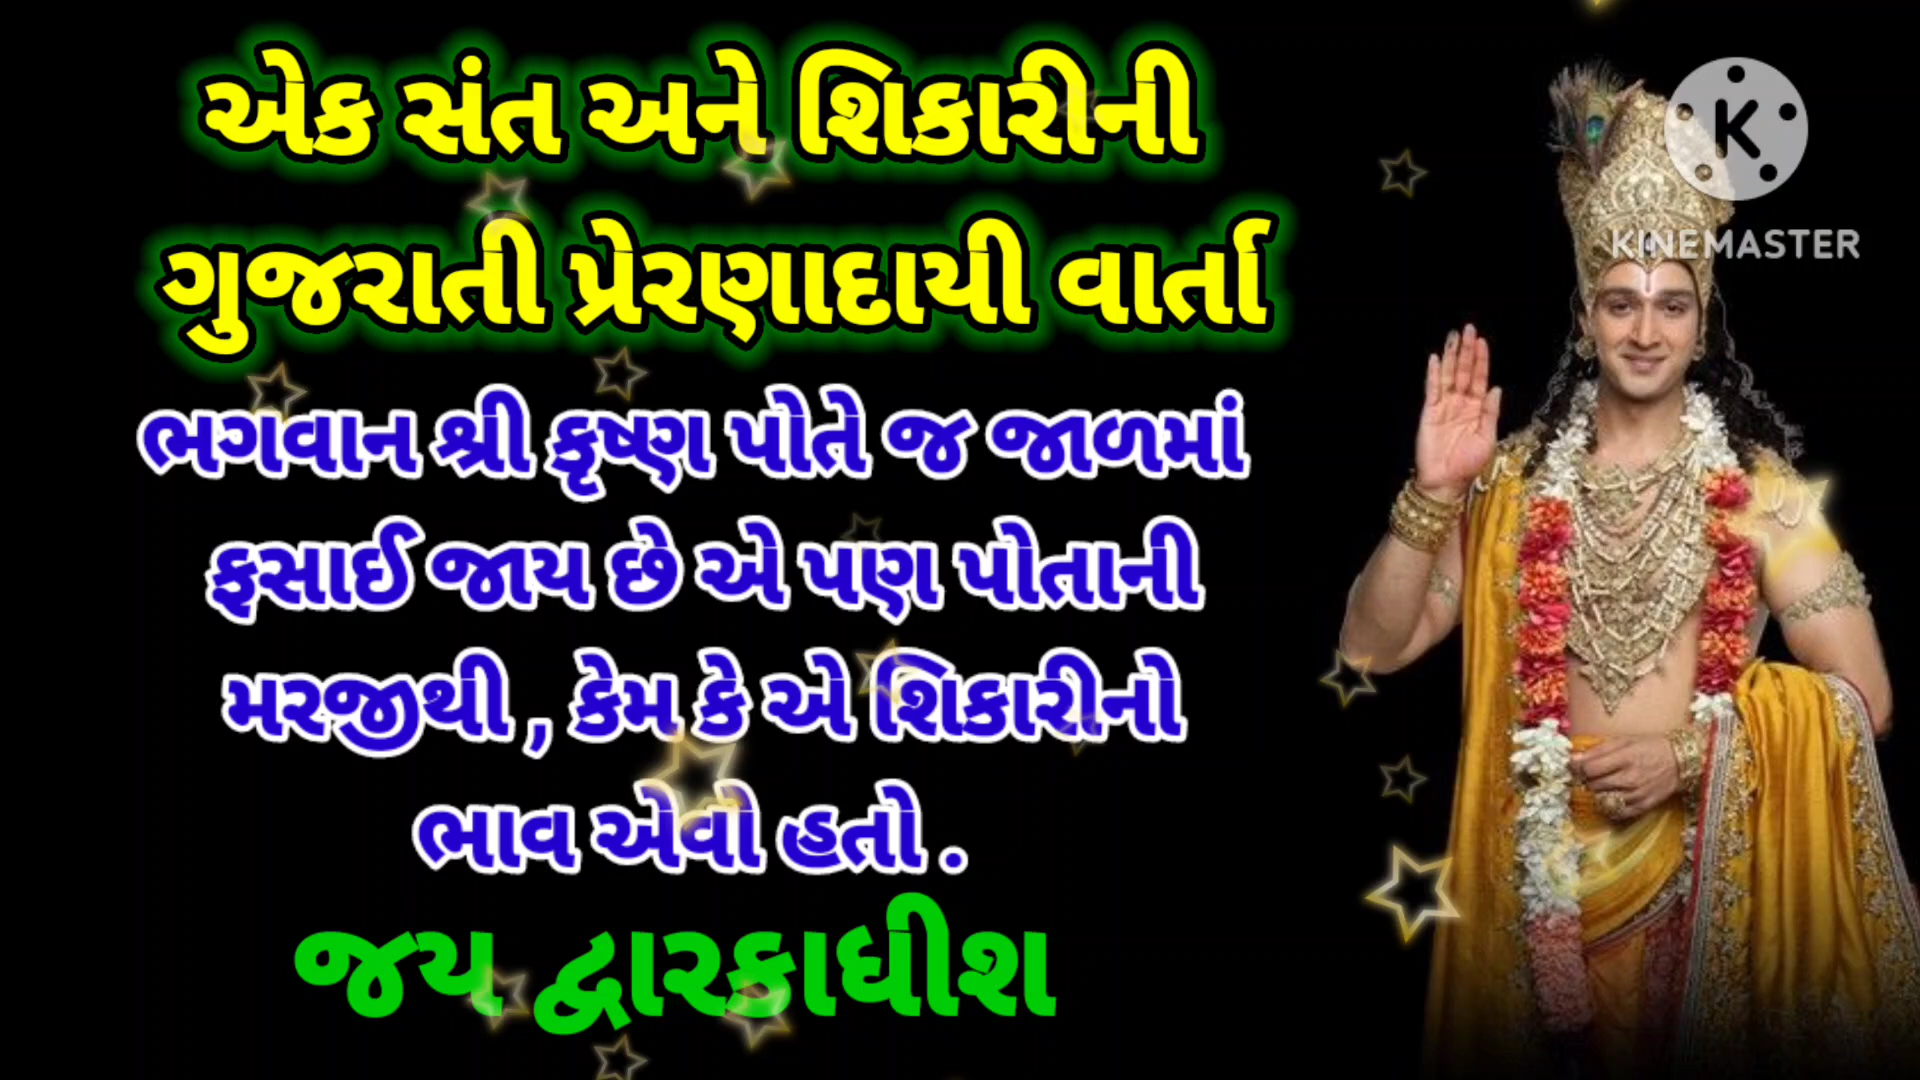 એક સંત અને શિકારીની
ગુજરાતી પ્રેરણાદાયી વાર્તા
ભગવાન શ્રી કૃષ્ણ પોતે જ જાળમાં
ફસાઈ જાય છે એ પણ પોતાની
મરજીથી , કેમ કે એ શિકારીનો
ભાવ એવો હતો .
જય દ્વારકાધીશ
K
KINEMASTER